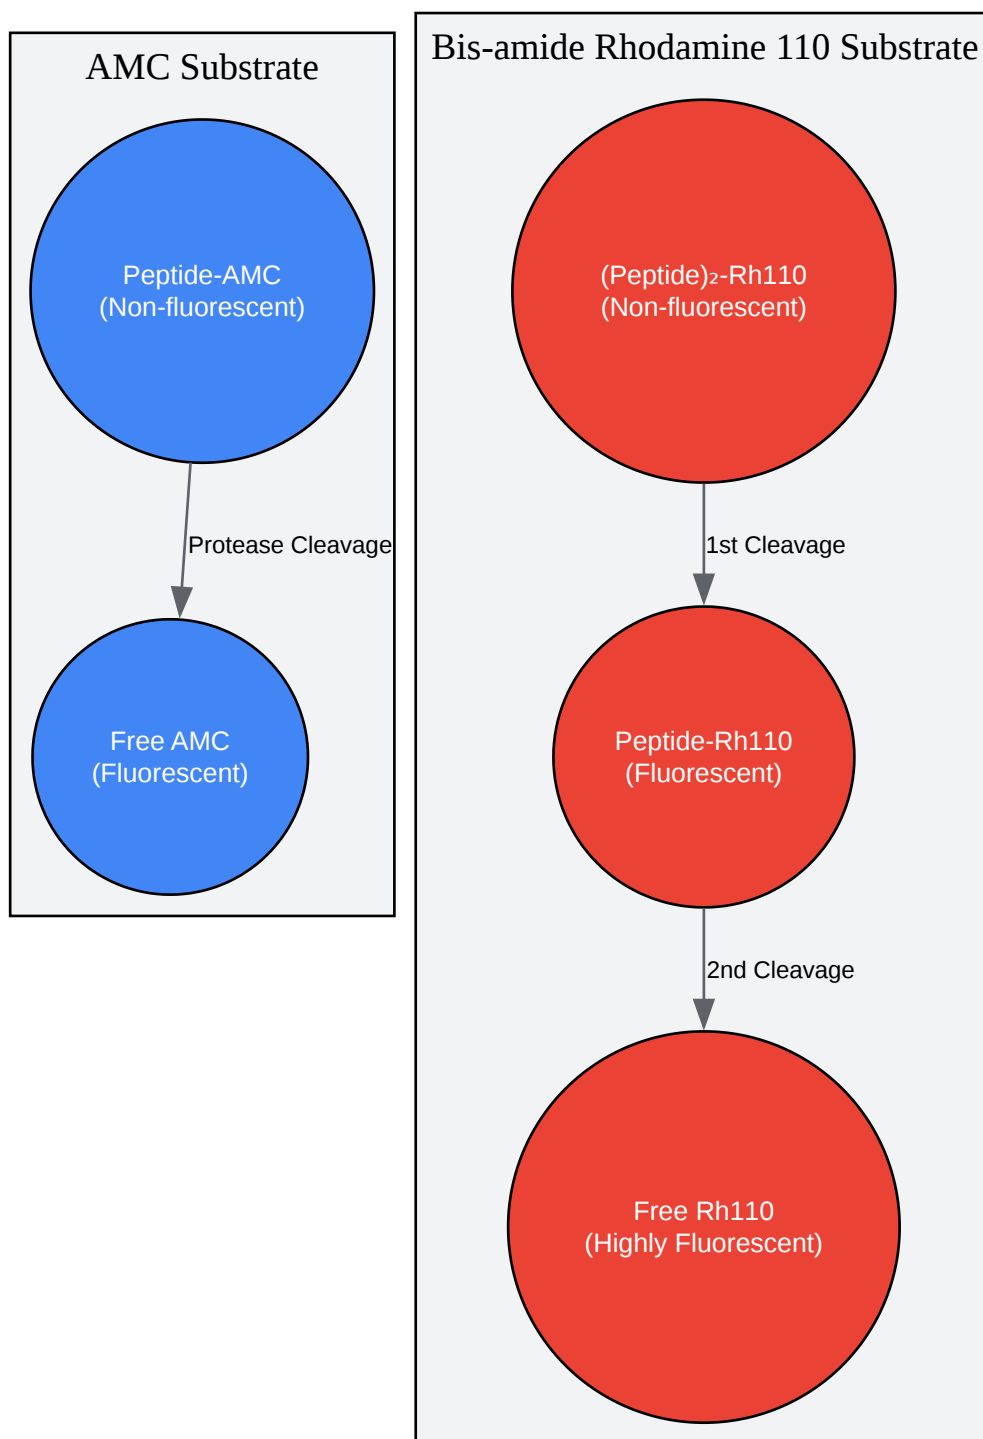 AMC Substrate
Peptide-AMC
(Non-fluorescent)
Protease Cleavage
Free AMC
(Fluorescent)
Bis-amide Rhodamine 110 Substrate
(Peptide)₂-Rh110
(Non-fluorescent)
1st Cleavage
Peptide-Rh110
(Fluorescent)
2nd Cleavage
Free Rh110
(Highly Fluorescent)